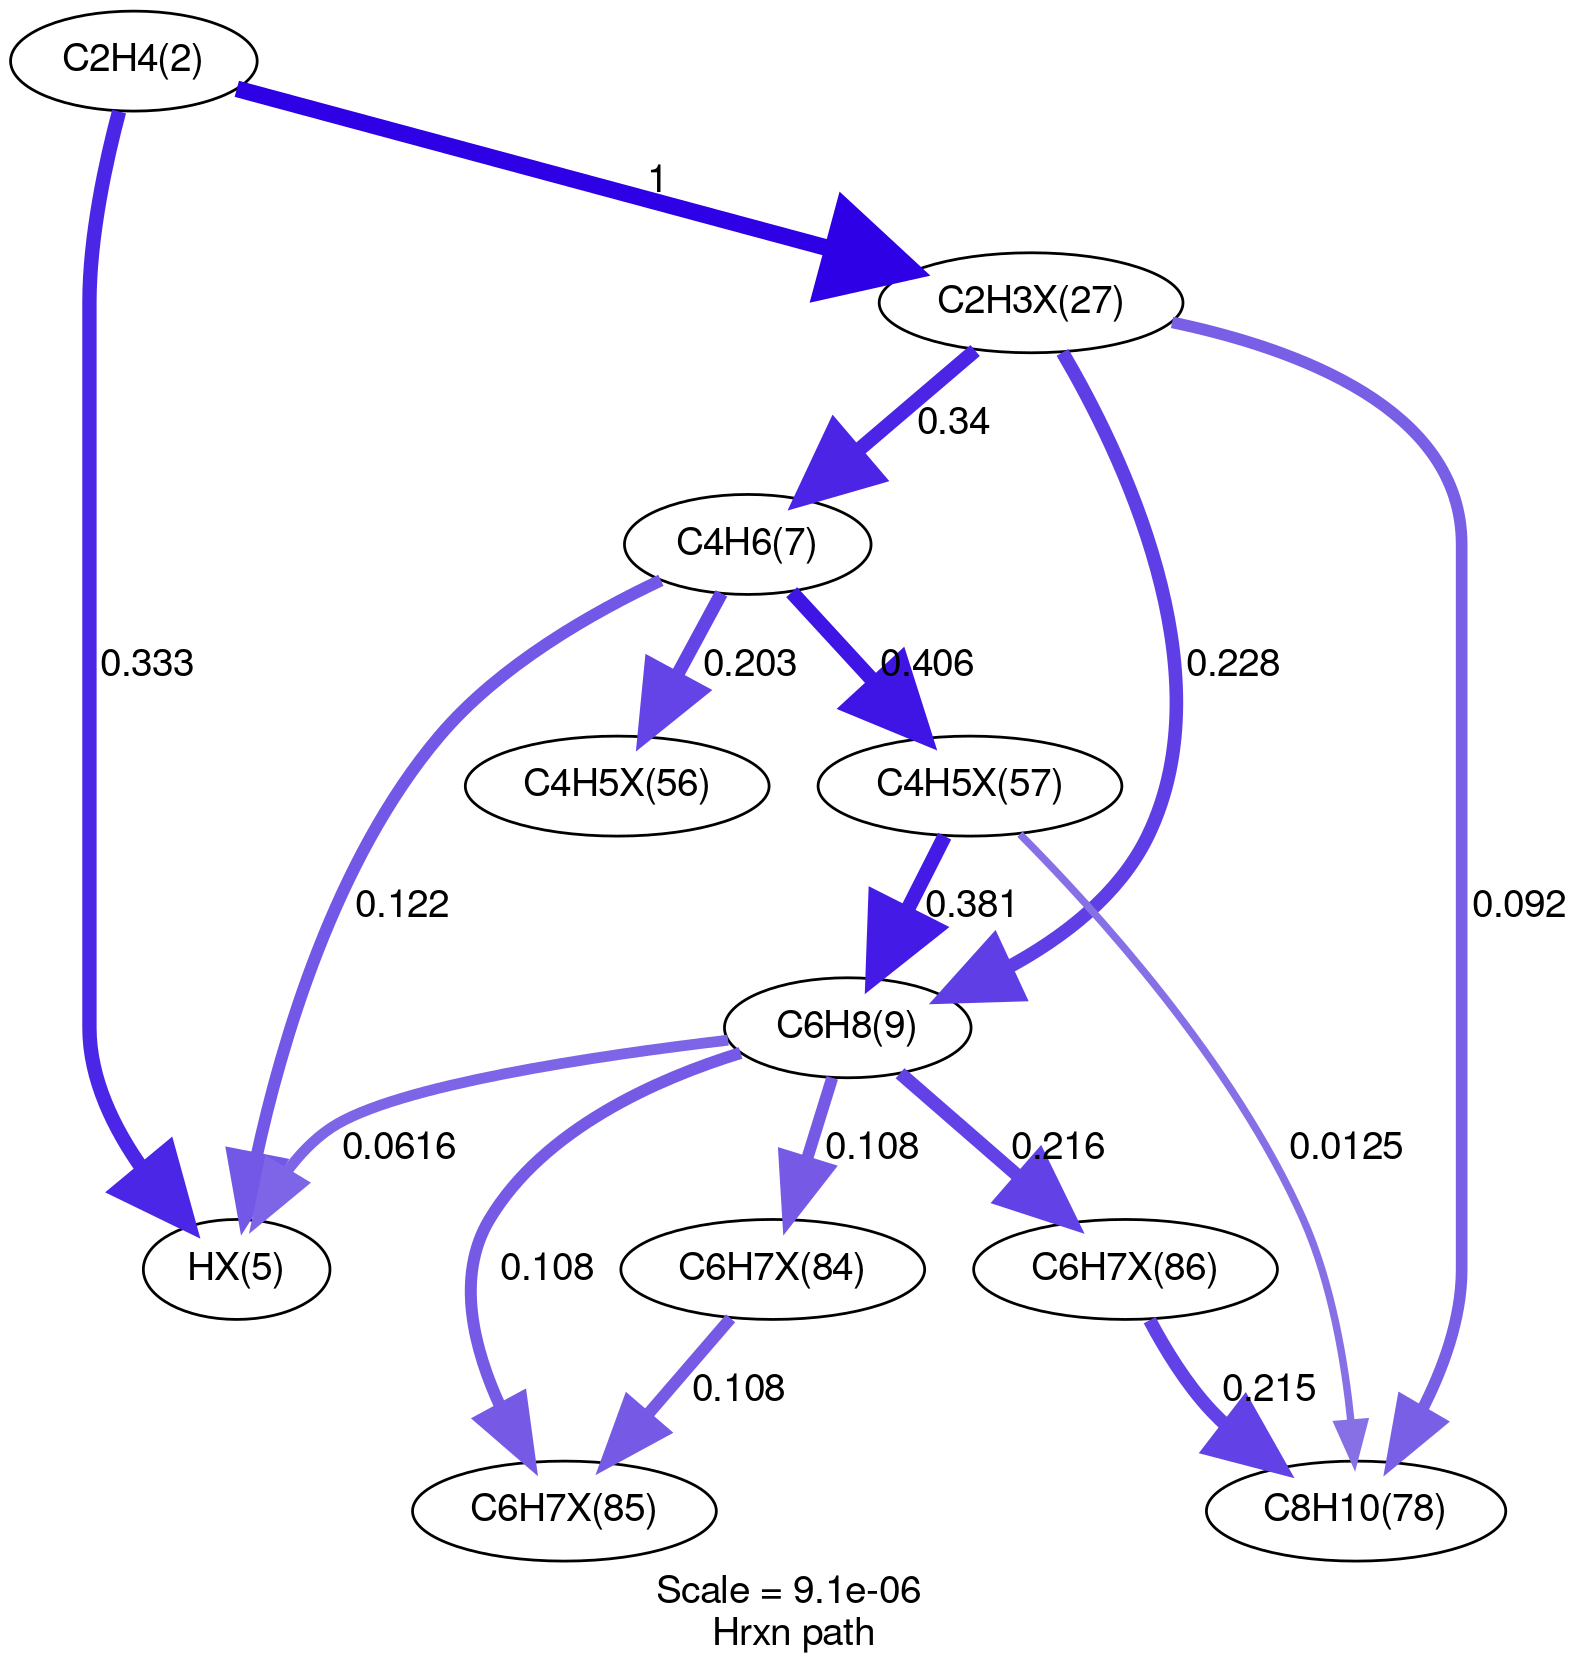 C2H4(2)
1
C2H3X(27)
0.34
C4H6(7)
0.333
0.203
0.406
0.228
C4H5X(56)
C4H5X(57)
0.122
0.381
0.092
C6H8(9)
0.0616
0.108
0.216
0.0125
HX(5)
0.108
C6H7X(84)
C6H7X(86)
0.108
0.215
C6H7X(85)
C8H10(78)
Scale = 9.1e-06
Hrxn path